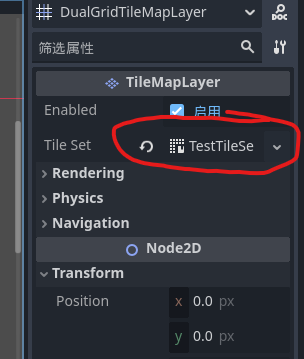 DualGridTileMapLayer
DOC
筛选属性
TileMapLayer
Enabled 启用
Tile Set TestTileSe
Rendering
Physics
Navigation
Node2D
Transform
Position x 0.0 px
y 0.0 px